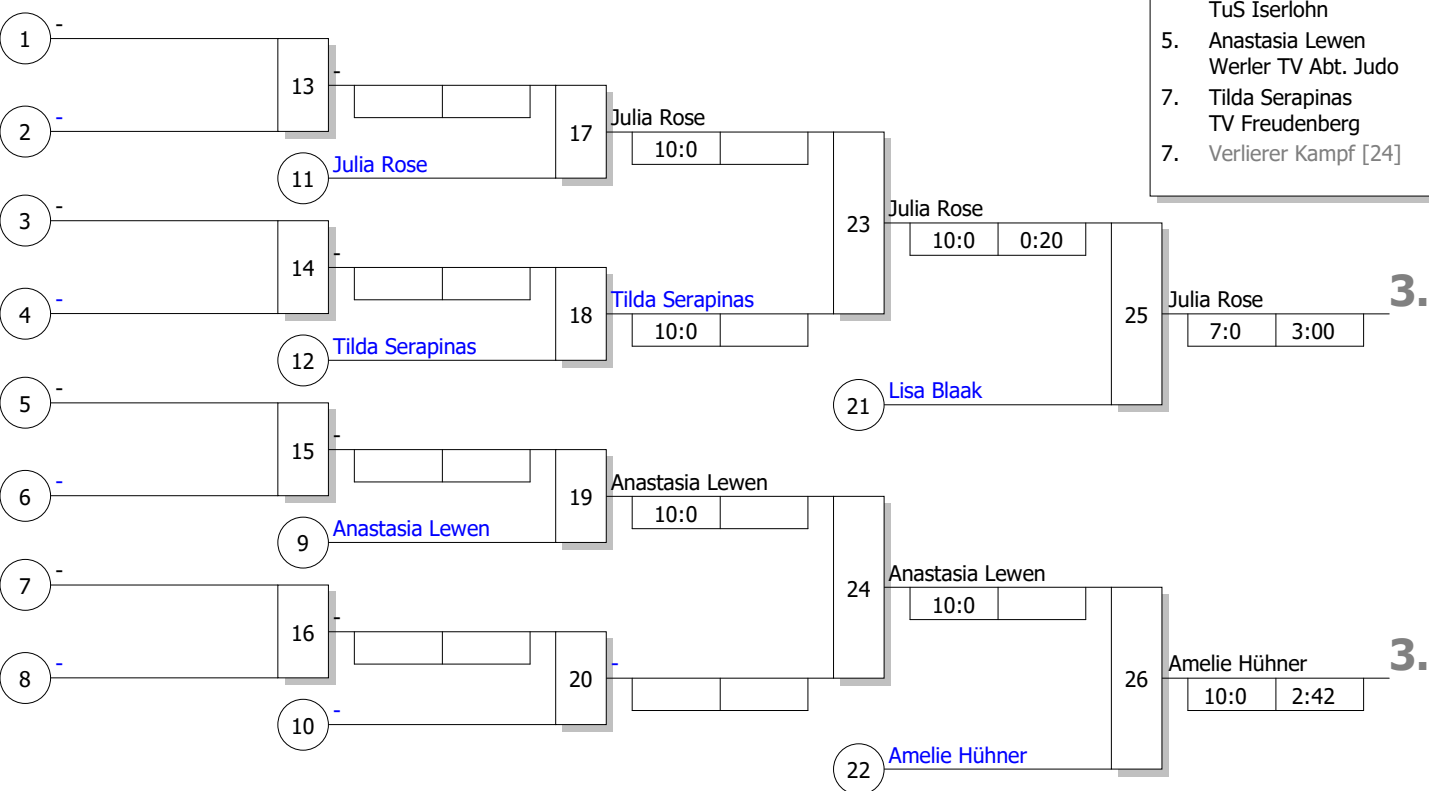 TuS Iserlohn
5. Anastasia Lewen
Werler TV Abt. Judo
7. Tilda Serapinas
TV Freudenberg
7. Verlierer Kampf [24]
1 -
13 -
2 -
17 Julia Rose
10:0
11 Julia Rose
3 -
14 -
4 -
18 Tilda Serapinas
10:0
12 Tilda Serapinas
23 Julia Rose
10:0 0:20
25 Julia Rose 3.
7:0 3:00
21 Lisa Blaak
5 -
15 -
6 -
19 Anastasia Lewen
10:0
9 Anastasia Lewen
7 -
16 -
8 -
20 -
10 -
24 Anastasia Lewen
10:0
26 Amelie Hühner 3.
10:0 2:42
22 Amelie Hühner